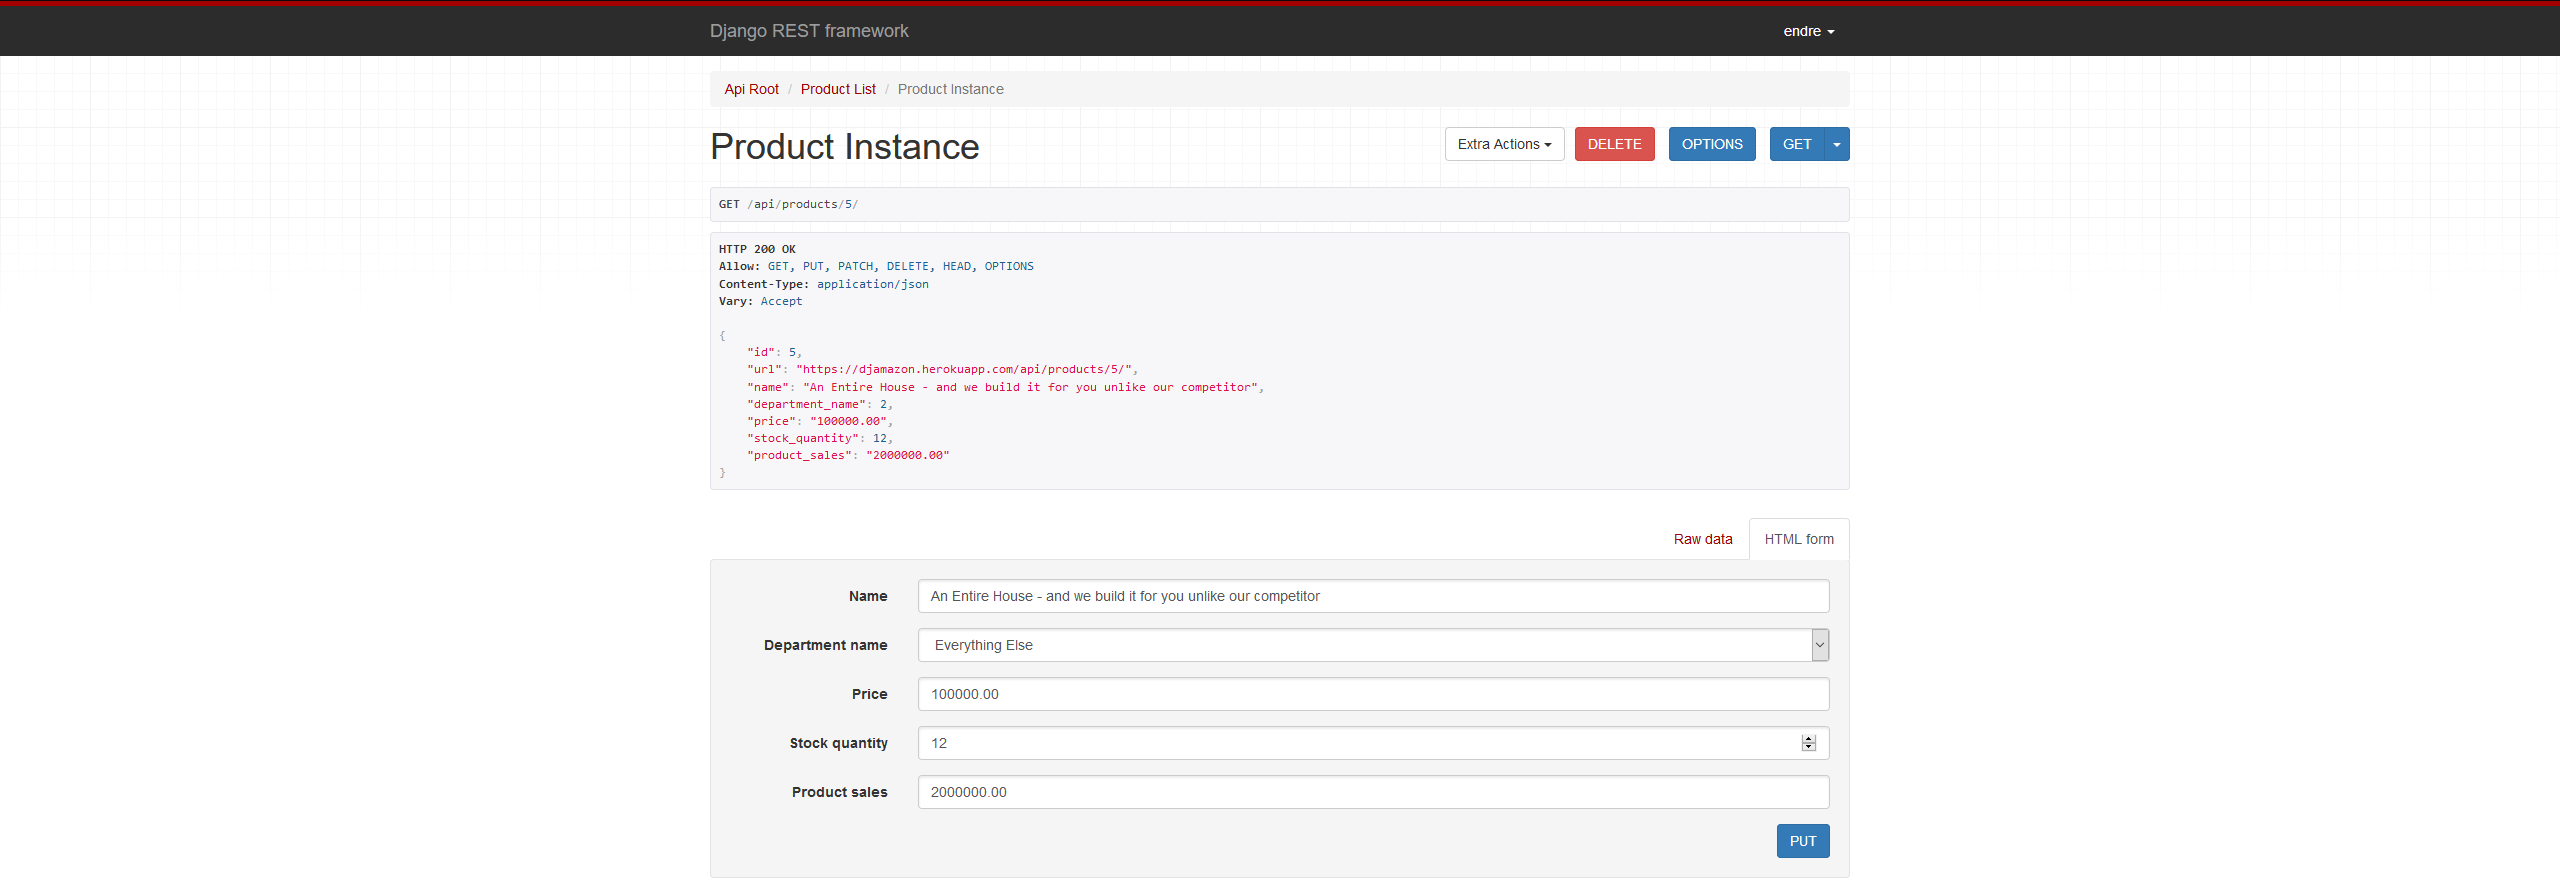 Django REST framework
endre
Api Root / Product List / Product Instance
Product Instance
Extra Actions DELETE OPTIONS GET
GET /api/products/5/
HTTP 200 OK
Allow: GET, PUT, PATCH, DELETE, HEAD, OPTIONS
Content-Type: application/json
Vary: Accept
{
    "id": 5,
    "url": "https://djamazon.herokuapp.com/api/products/5/",
    "name": "An Entire House - and we build it for you unlike our competitor",
    "department_name": 2,
    "price": "100000.00",
    "stock_quantity": 12,
    "product_sales": "2000000.00"
}
Raw data HTML form
Name An Entire House - and we build it for you unlike our competitor
Department name Everything Else
Price 100000.00
Stock quantity 12
Product sales 2000000.00
PUT